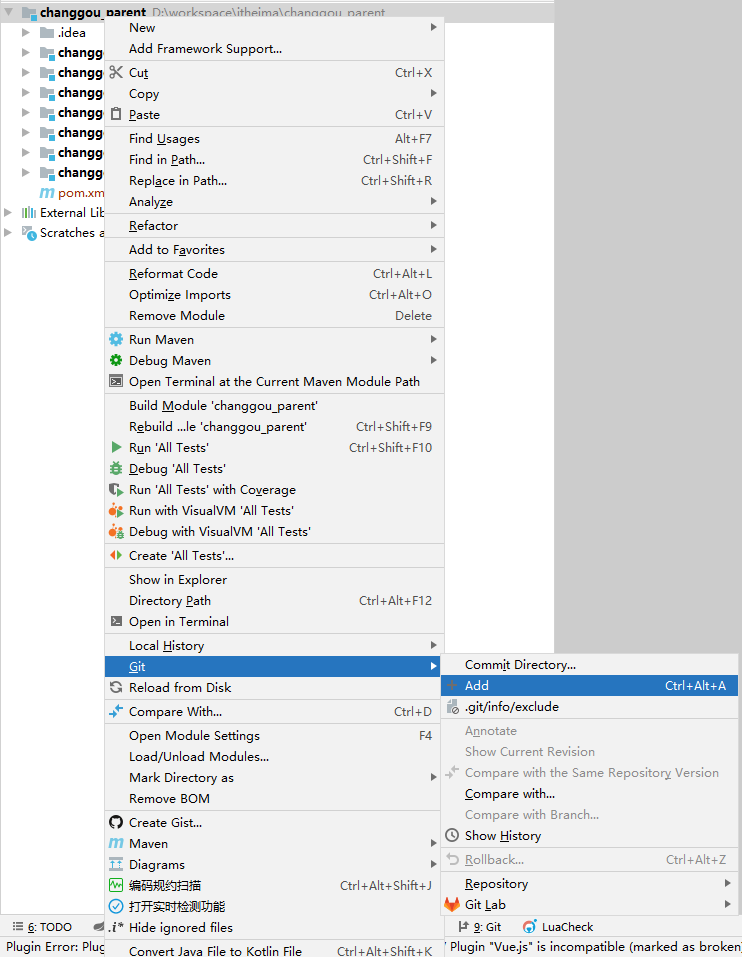 changgou_parent D:\workspace\itheima\changgou_parent
.idea
changg
changg
changg
changg
changg
changg
changg
pom.xm
External Lib
Scratches a
New
Add Framework Support...
Cut Ctrl+X
Copy
Paste Ctrl+V
Find Usages Alt+F7
Find in Path... Ctrl+Shift+F
Replace in Path... Ctrl+Shift+R
Analyze
Refactor
Add to Favorites
Reformat Code Ctrl+Alt+L
Optimize Imports Ctrl+Alt+O
Remove Module Delete
Run Maven
Debug Maven
Open Terminal at the Current Maven Module Path
Build Module 'changgou_parent'
Rebuild ...le 'changgou_parent' Ctrl+Shift+F9
Run 'All Tests' Ctrl+Shift+F10
Debug 'All Tests'
Run 'All Tests' with Coverage
Run with VisualVM 'All Tests'
Debug with VisualVM 'All Tests'
Create 'All Tests'...
Show in Explorer
Directory Path Ctrl+Alt+F12
Open in Terminal
Local History
Git
Reload from Disk
Compare With... Ctrl+D
Open Module Settings F4
Load/Unload Modules...
Mark Directory as
Remove BOM
Create Gist...
Maven
Diagrams
编码规约扫描 Ctrl+Alt+Shift+J
打开实时检测功能
.i* Hide ignored files
Convert Java File to Kotlin File Ctrl+Alt+Shift+K
Commit Directory...
Add Ctrl+Alt+A
.git/info/exclude
Annotate
Show Current Revision
Compare with the Same Repository Version
Compare with...
Compare with Branch...
Show History
Rollback... Ctrl+Alt+Z
Repository
Git Lab
6: TODO
9: Git LuaCheck
Plugin Error: Plug
Plugin "Vue.js" is incompatible (marked as broken)